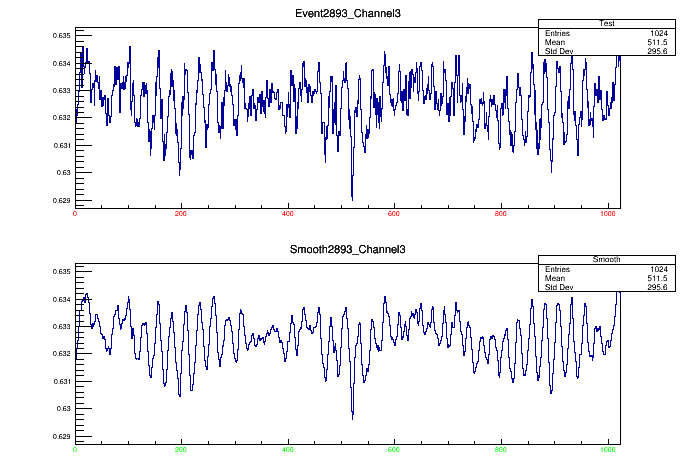 Event2893_Channel3
Test
Entries 1024
Mean 511.5
Std Dev 295.6
0.635
0.634
0.633
0.632
0.631
0.63
0.629
0 200 400 600 800 1000
Smooth2893_Channel3
Smooth
Entries 1024
Mean 511.5
Std Dev 295.6
0.635
0.634
0.633
0.632
0.631
0.63
0.629
0 200 400 600 800 1000